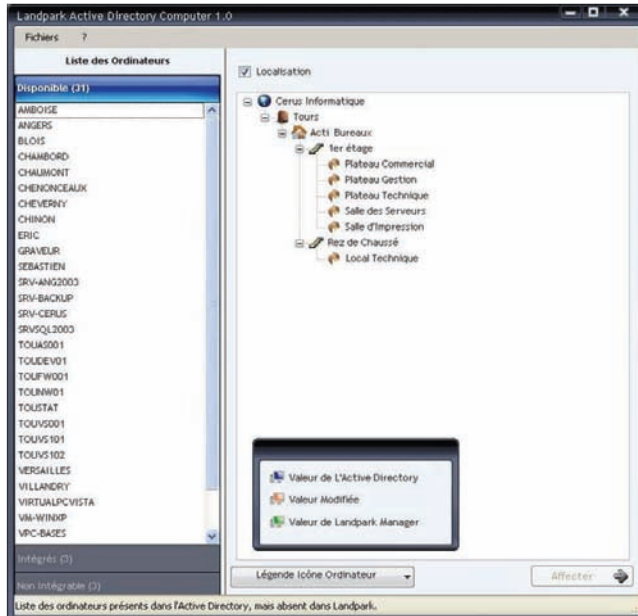 Landpark Active Directory Computer 1.0
Fichiers ?
Liste des Ordinateurs
Disponible (31)
AMBOISE
ANGERS
BLOIS
CHAMBORD
CHAUMONT
CHENONCEAUX
CHEVERNY
CHINON
ERIC
GRAVEUR
SEBASTIEN
SRV-ANG2003
SRV-BACKUP
SRV-CERUS
SRVSQL2003
TOUAS001
TOUDEV01
TOUFW001
TOUNW01
TOUSTAT
TOUVS001
TOUVS101
TOUVS102
VERSAILLES
VILLANDRY
VIRTUALPCVISTA
VM-WINXP
VPC-BASES
Intégrés (3)
Non Intégrable (3)
Localisation
Cerus Informatique
Tours
Acti Bureaux
1er étage
Plateau Commercial
Plateau Gestion
Plateau Technique
Salle des Serveurs
Salle d'Impression
Rez de Chaussé
Local Technique
Valeur de L'Active Directory
Valeur Modifiée
Valeur de Landpark Manager
Légende Icône Ordinateur
Affecter
Liste des ordinateurs présents dans l'Active Directory, mais absent dans Landpark.